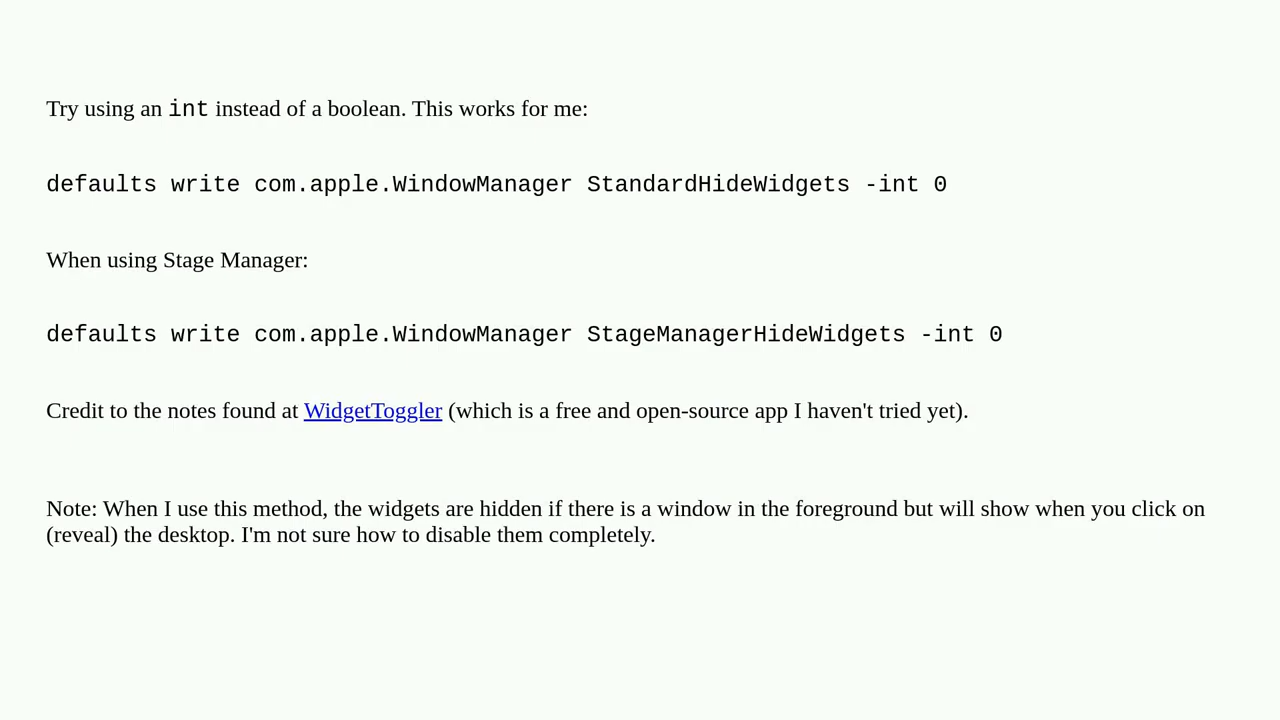 Try using an int instead of a boolean. This works for me:
defaults write com.apple.WindowManager StandardHideWidgets -int 0
When using Stage Manager:
defaults write com.apple.WindowManager StageManagerHideWidgets -int 0
Credit to the notes found at WidgetToggler (which is a free and open-source app I haven't tried yet).
Note: When I use this method, the widgets are hidden if there is a window in the foreground but will show when you click on
(reveal) the desktop. I'm not sure how to disable them completely.